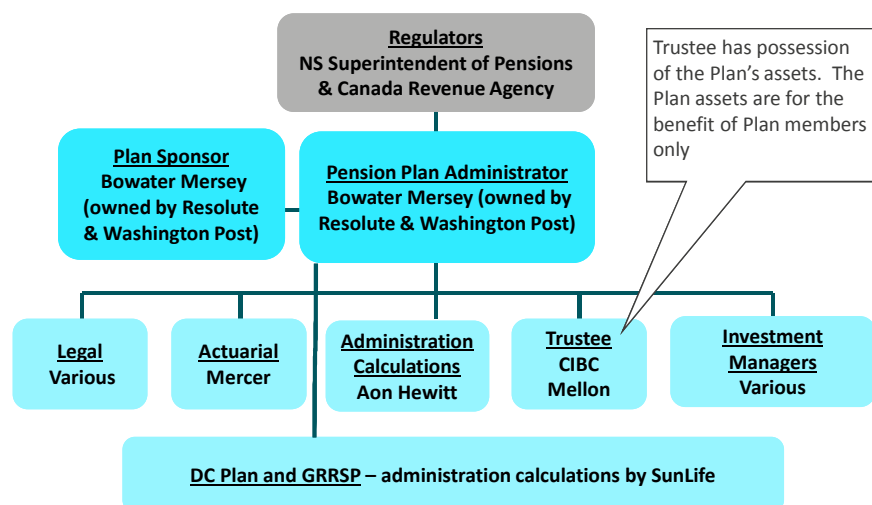 Regulators
NS Superintendent of Pensions
& Canada Revenue Agency
Trustee has possession
of the Plan's assets.  The
Plan assets are for the
benefit of Plan members
only
Plan Sponsor
Bowater Mersey
(owned by Resolute
& Washington Post)
Pension Plan Administrator
Bowater Mersey (owned by
Resolute & Washington Post)
Legal
Various
Actuarial
Mercer
Administration
Calculations
Aon Hewitt
Trustee
CIBC
Mellon
Investment
Managers
Various
DC Plan and GRRSP – administration calculations by SunLife